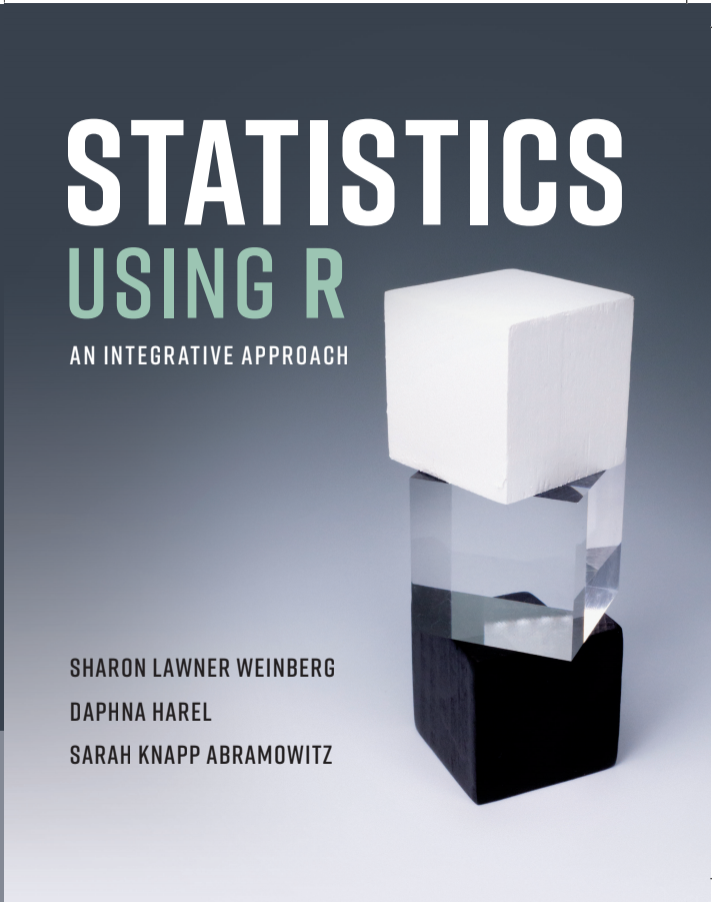 STATISTICS
USING R
AN INTEGRATIVE APPROACH
SHARON LAWNER WEINBERG
DAPHNA HAREL
SARAH KNAPP ABRAMOWITZ